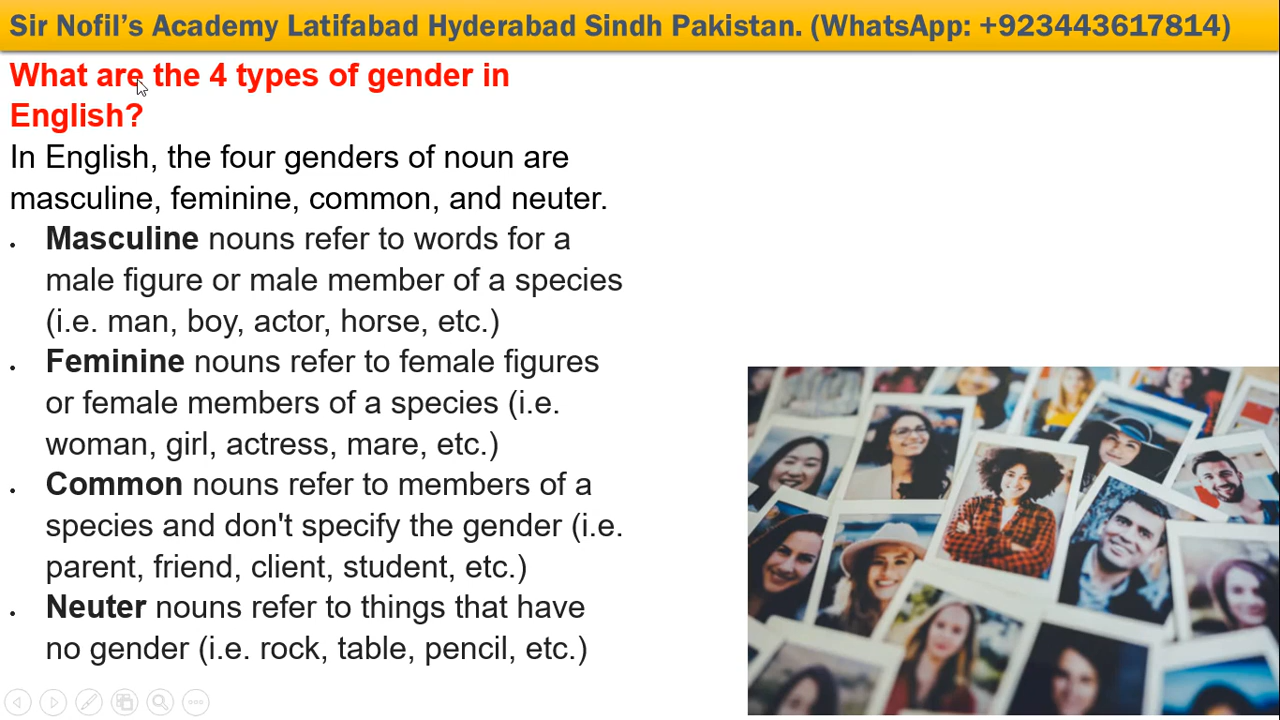 Sir Nofil’s Academy Latifabad Hyderabad Sindh Pakistan. (WhatsApp: +923443617814)
What are the 4 types of gender in
English?
In English, the four genders of noun are
masculine, feminine, common, and neuter.
• Masculine nouns refer to words for a
male figure or male member of a species
(i.e. man, boy, actor, horse, etc.)
• Feminine nouns refer to female figures
or female members of a species (i.e.
woman, girl, actress, mare, etc.)
• Common nouns refer to members of a
species and don't specify the gender (i.e.
parent, friend, client, student, etc.)
• Neuter nouns refer to things that have
no gender (i.e. rock, table, pencil, etc.)